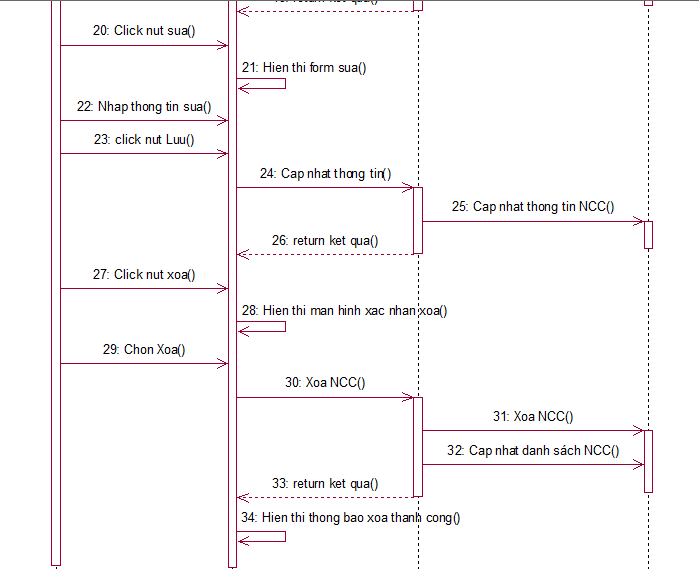 return ket qua()
20: Click nut sua()
21: Hien thi form sua()
22: Nhap thong tin sua()
23: click nut Luu()
24: Cap nhat thong tin()
25: Cap nhat thong tin NCC()
26: return ket qua()
27: Click nut xoa()
28: Hien thi man hinh xac nhan xoa()
29: Chon Xoa()
30: Xoa NCC()
31: Xoa NCC()
32: Cap nhat danh sách NCC()
33: return ket qua()
34: Hien thi thong bao xoa thanh cong()